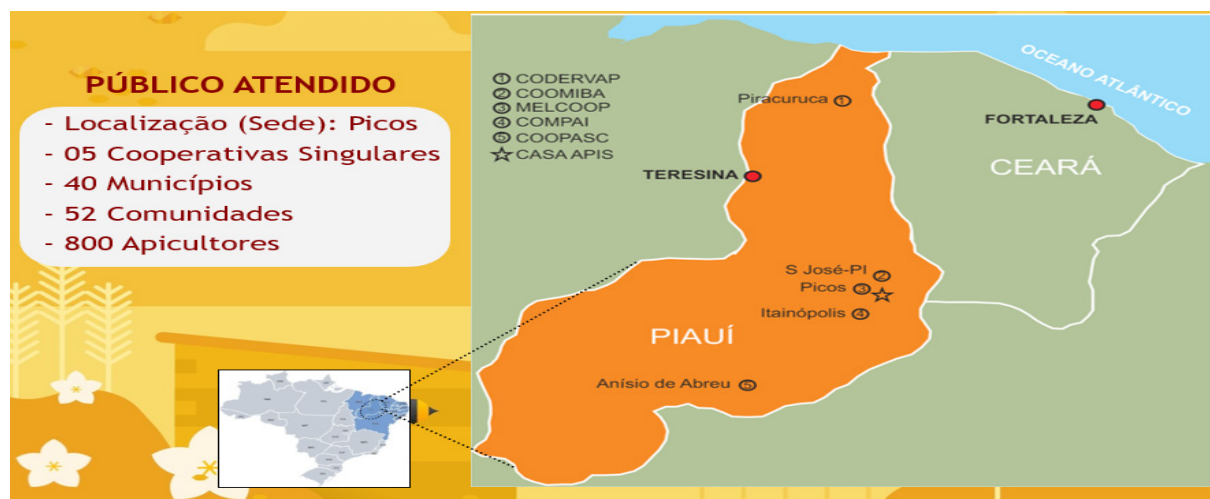 PÚBLICO ATENDIDO
- Localização (Sede): Picos
- 05 Cooperativas Singulares
- 40 Municípios
- 52 Comunidades
- 800 Apicultores
① CODERVAP
② COOMIBA
③ MELCOOP
④ COMPAI
⑤ COOPASC
☆ CASA APIS
OCEANO ATLÂNTICO
Piracuruca ①
FORTALEZA
CEARÁ
TERESINA
S José-PI ②
Picos ③
Itainópolis ④
PIAUÍ
Anísio de Abreu ⑤